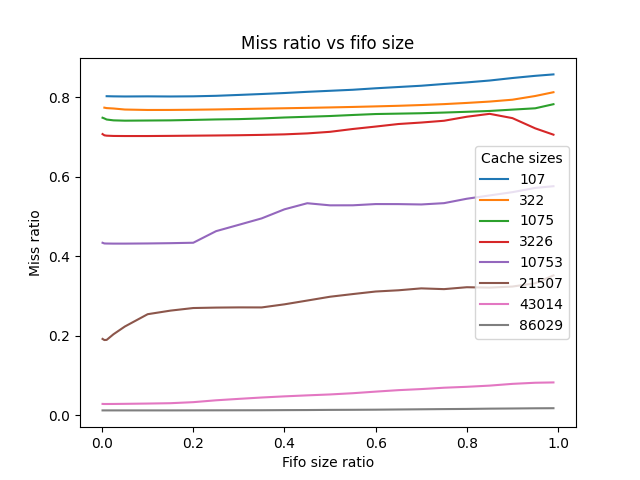 Miss ratio vs fifo size
Miss ratio
0.8
0.6
0.4
0.2
0.0
Cache sizes
107
322
1075
3226
10753
21507
43014
86029
0.0 0.2 0.4 0.6 0.8 1.0
Fifo size ratio